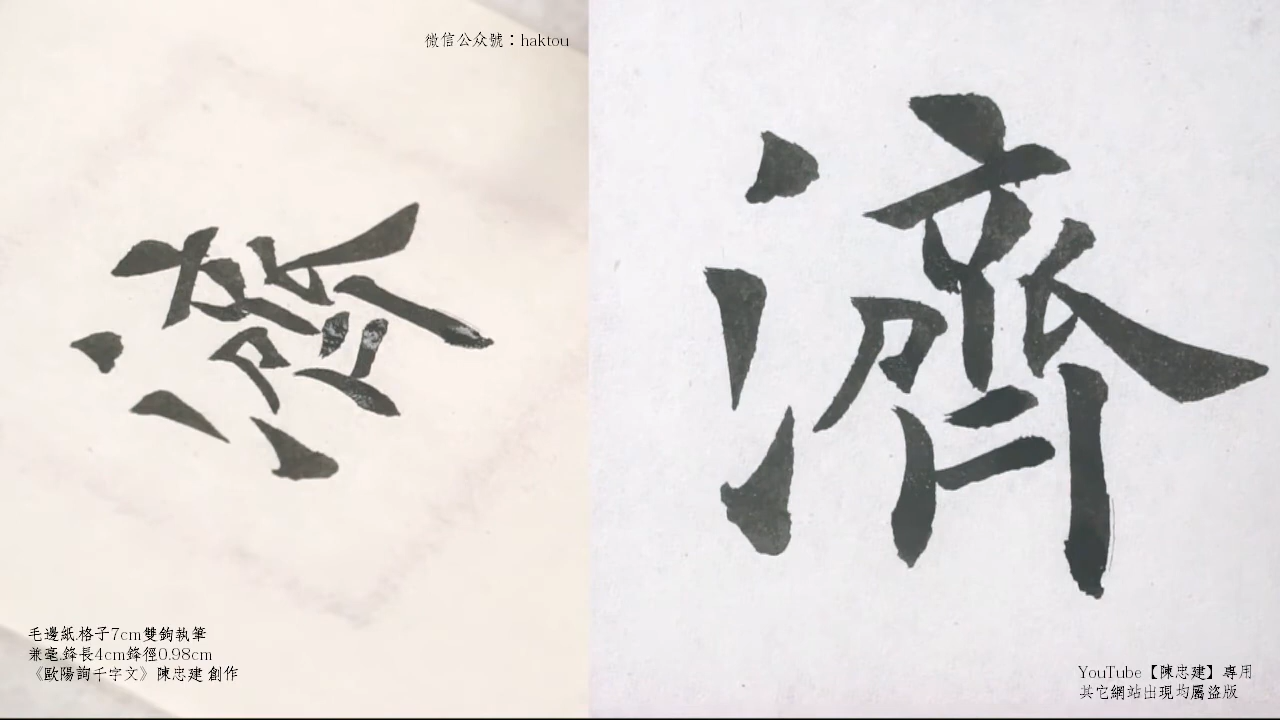 微信公众號：haktou
濟
濟
毛邊紙.格子7cm雙鉤執筆
兼毫.鋒長4cm鋒徑0.98cm
《歐陽詢千字文》陳忠建.創作
YouTube【陳忠建】專用
其它網站出現均屬盜版